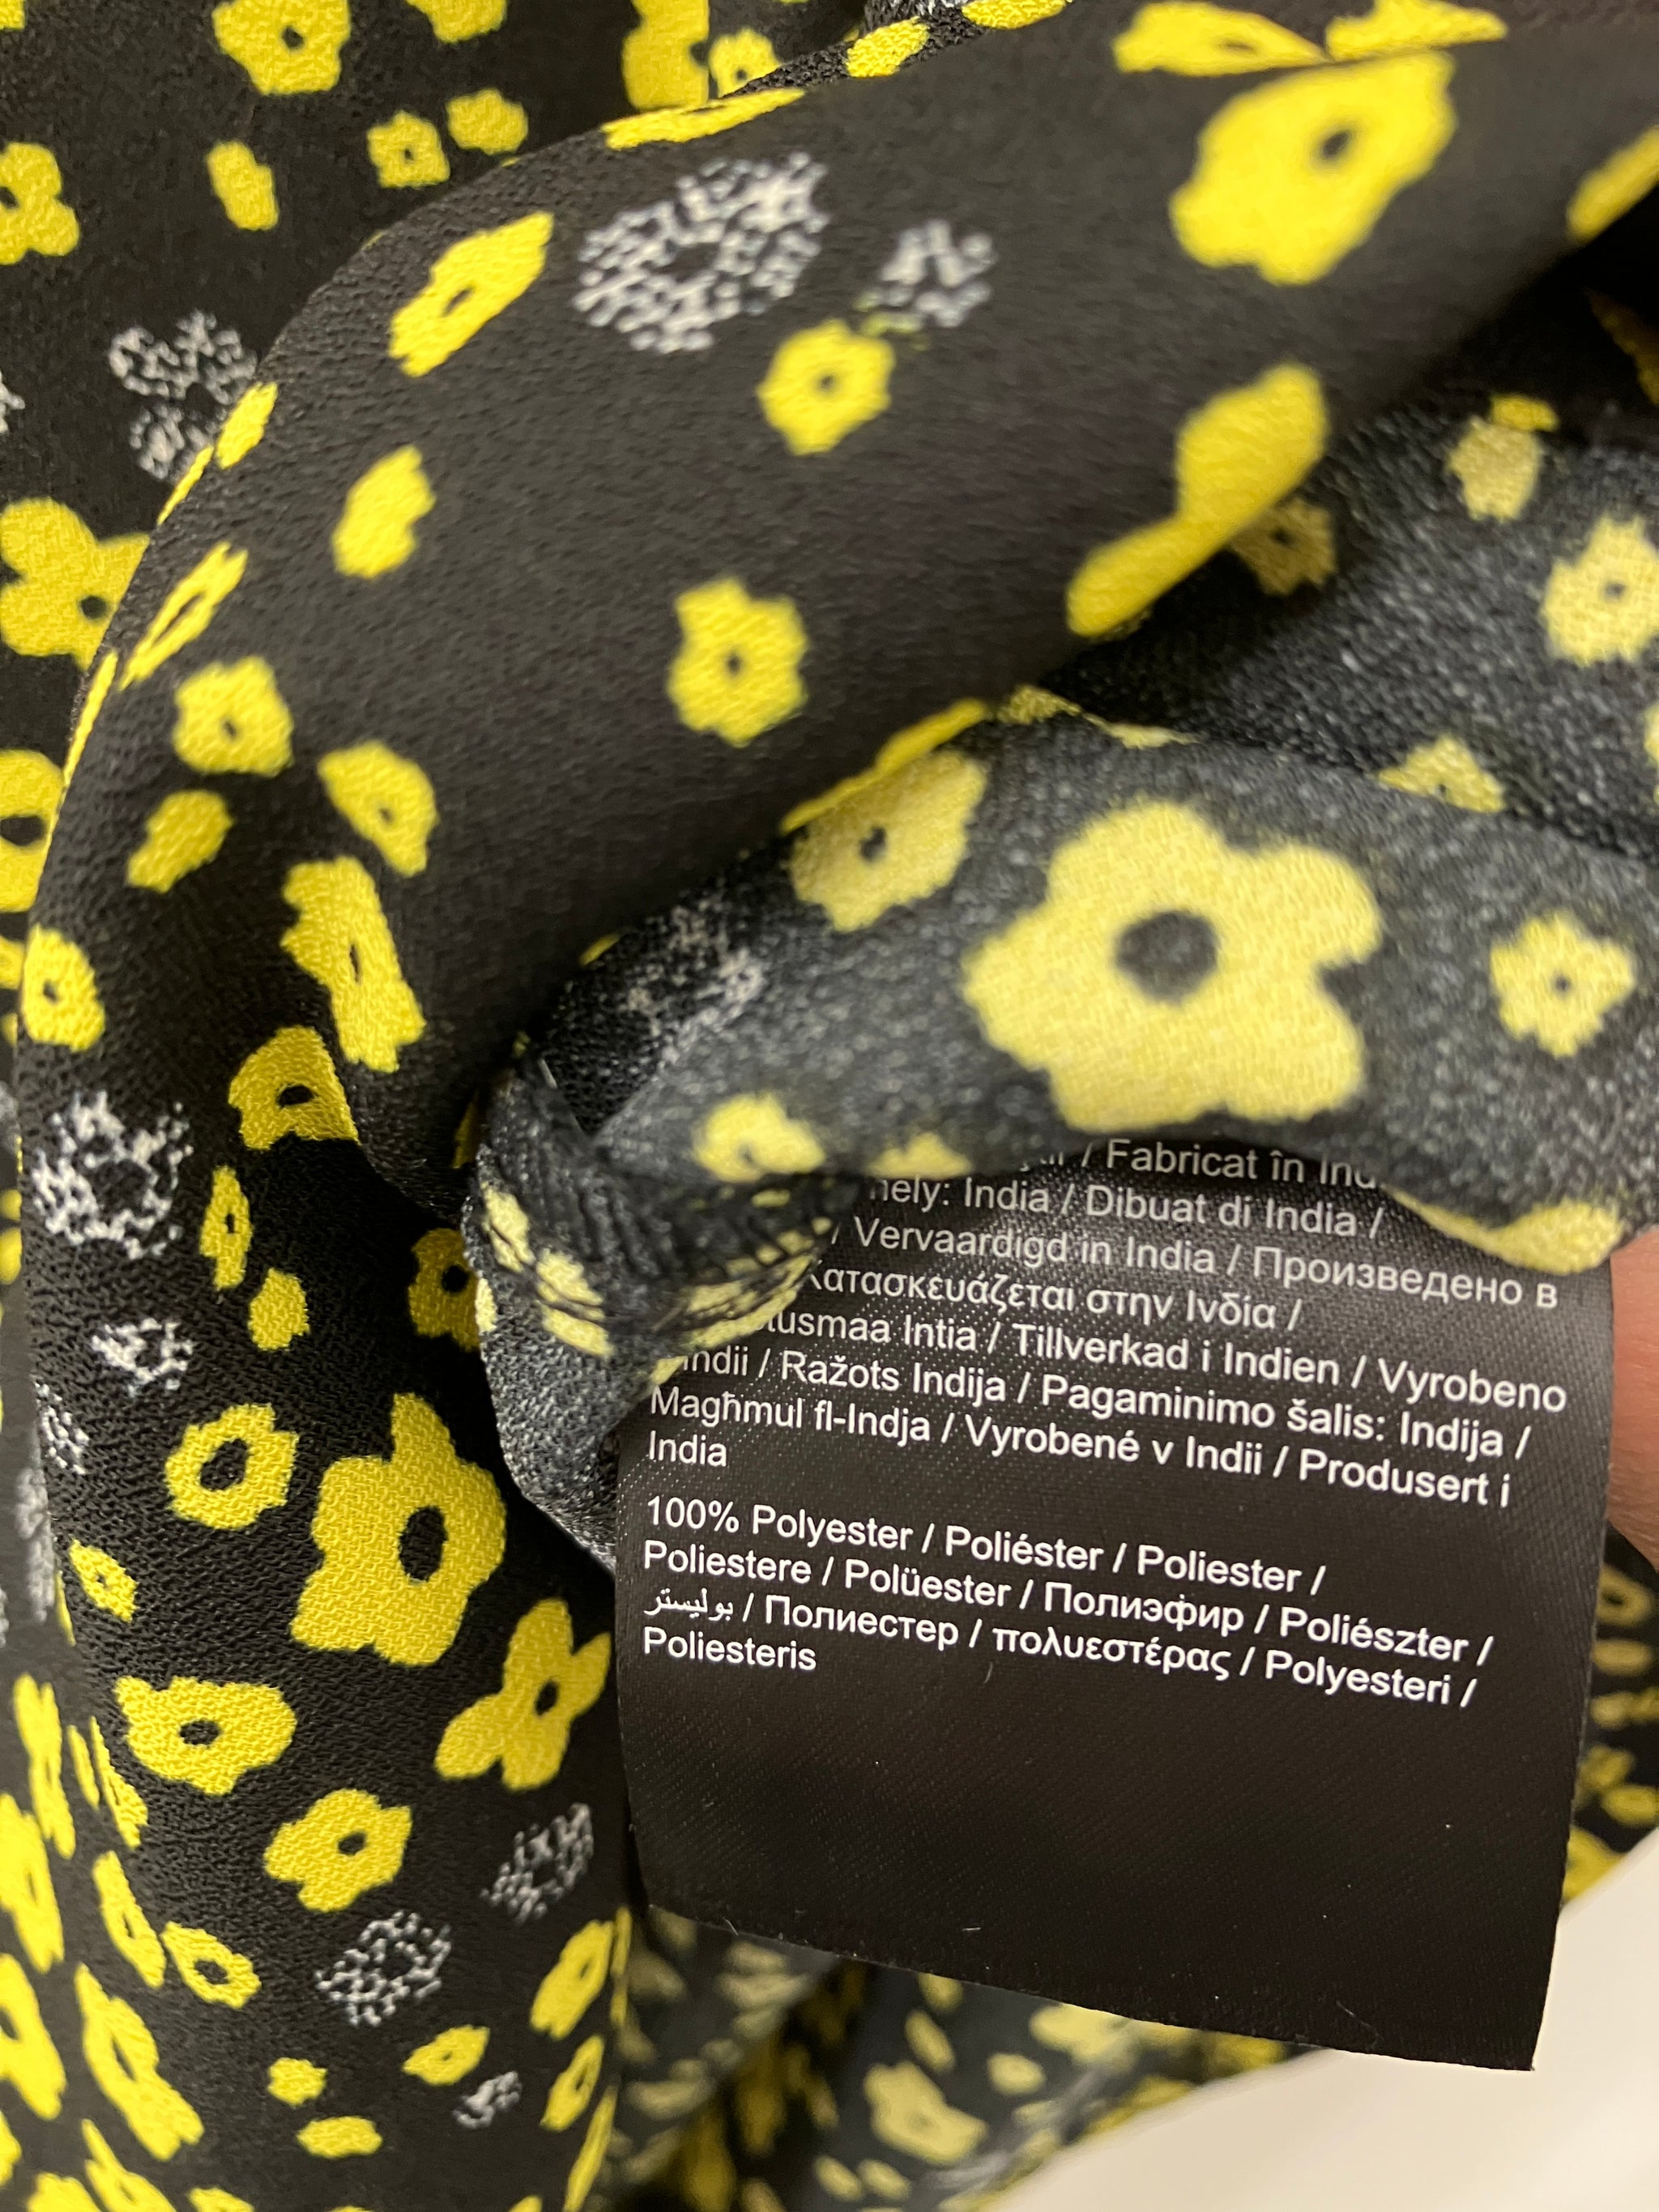 / Fabricat în
India / Dibuat di India /
/ Vervaardigd in India / Произведено в
Κατασκευάζεται στην Ινδία /
Intia / Tillverkad i Indien / Vyrobeno
/ Ražots Indija / Pagaminimo šalis: Indija /
Magħmul fl-Indja / Vyrobené v Indii / Produsert i
India
100% Polyester / Poliéster / Poliester /
Poliestere / Polüester / Полиэфир / Poliészter /
بوليستر / Полиестер / πολυεστέρας / Polyesteri /
Poliesteris